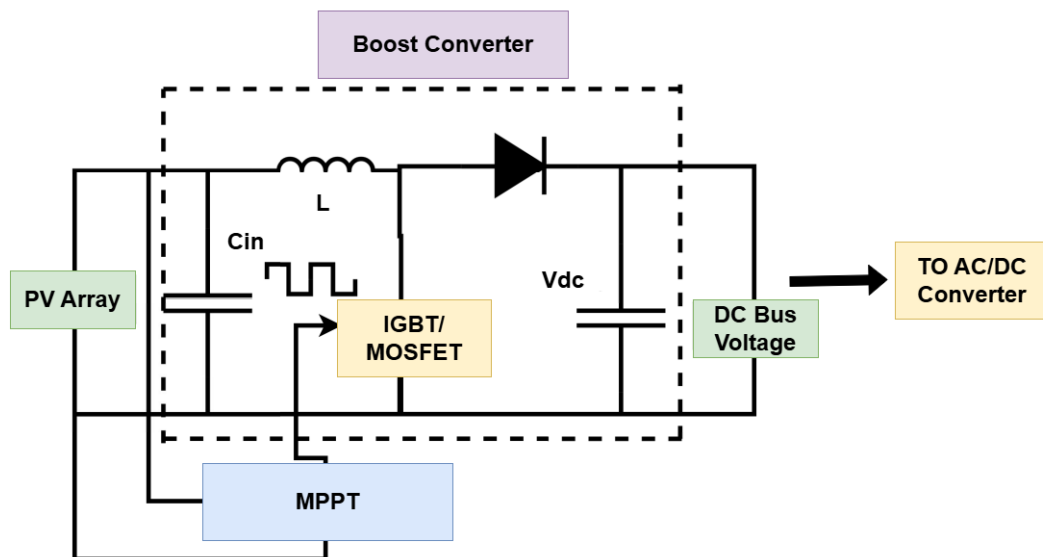 Boost Converter
L
Cin
PV Array
Vdc
TO AC/DC
Converter
IGBT/
MOSFET
DC Bus
Voltage
MPPT